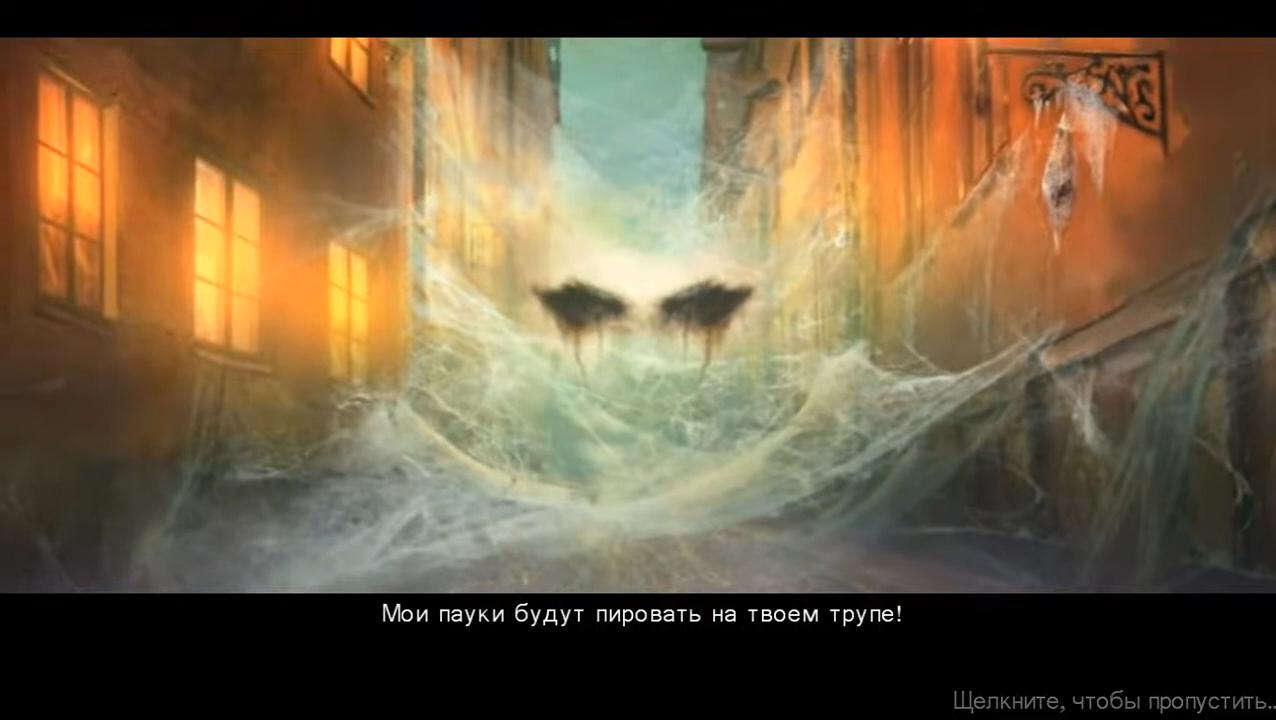 Мои пауки будут пировать на твоем трупе!
Щелкните, чтобы пропустить..